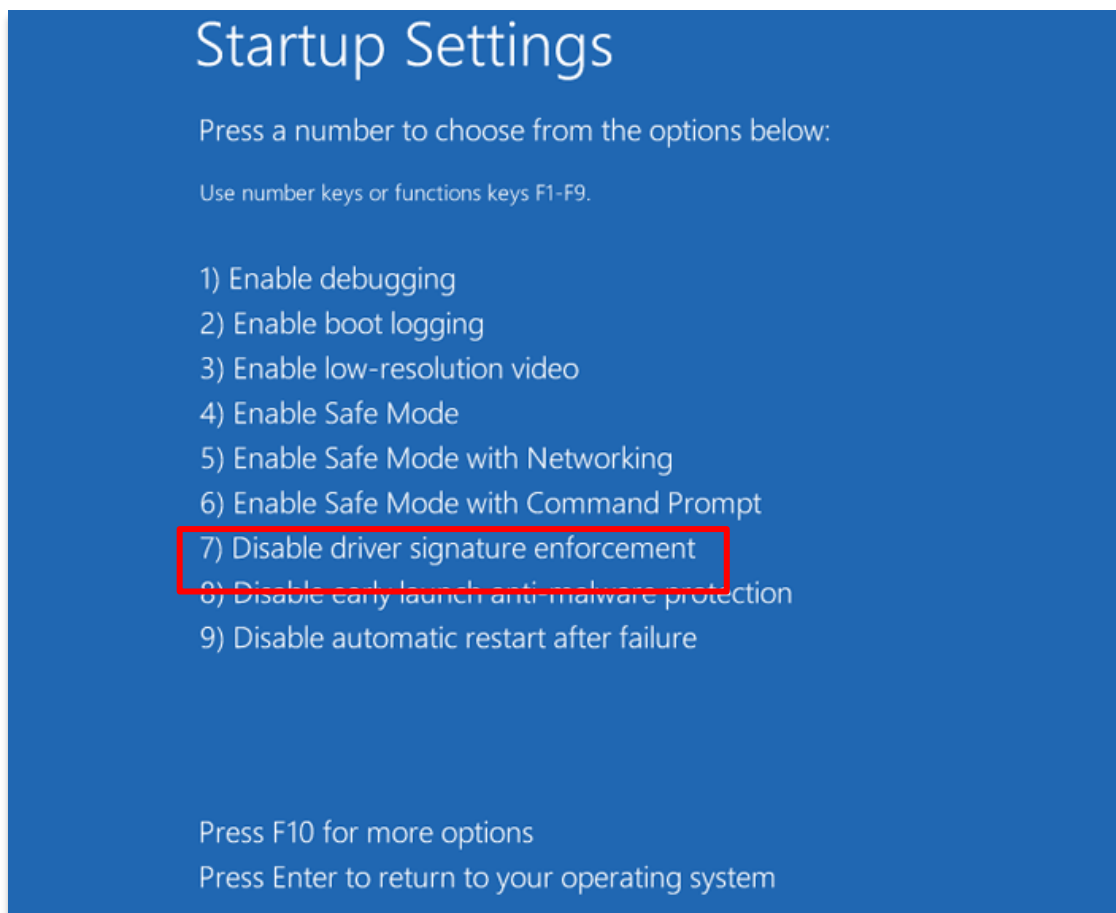 Startup Settings
Press a number to choose from the options below:
Use number keys or functions keys F1-F9.
1) Enable debugging
2) Enable boot logging
3) Enable low-resolution video
4) Enable Safe Mode
5) Enable Safe Mode with Networking
6) Enable Safe Mode with Command Prompt
7) Disable driver signature enforcement
8) Disable early launch anti-malware protection
9) Disable automatic restart after failure
Press F10 for more options
Press Enter to return to your operating system